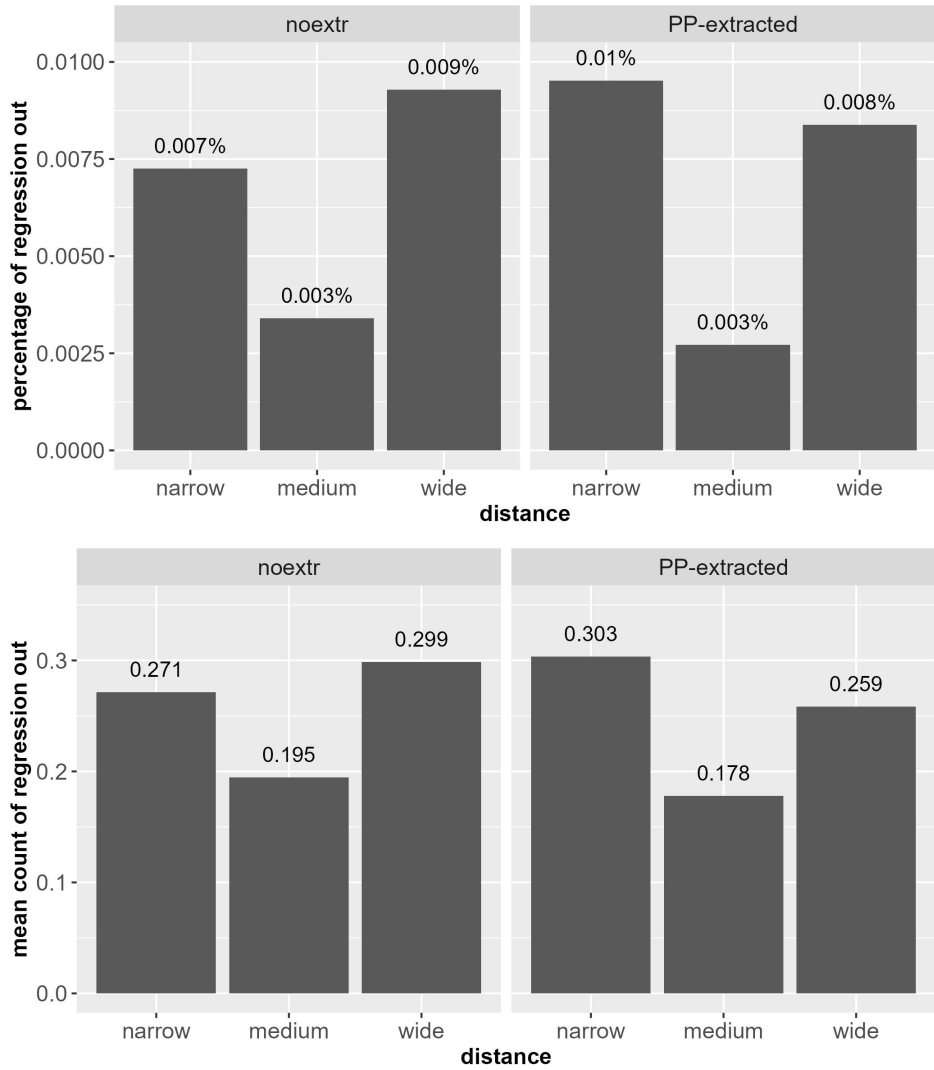 noextr PP-extracted
percentage of regression out
0.0100
0.0075
0.0050
0.0025
0.0000
0.007% 0.003% 0.009% 0.01% 0.003% 0.008%
narrow medium wide narrow medium wide
distance
noextr PP-extracted
mean count of regression out
0.3
0.2
0.1
0.0
0.271 0.195 0.299 0.303 0.178 0.259
narrow medium wide narrow medium wide
distance